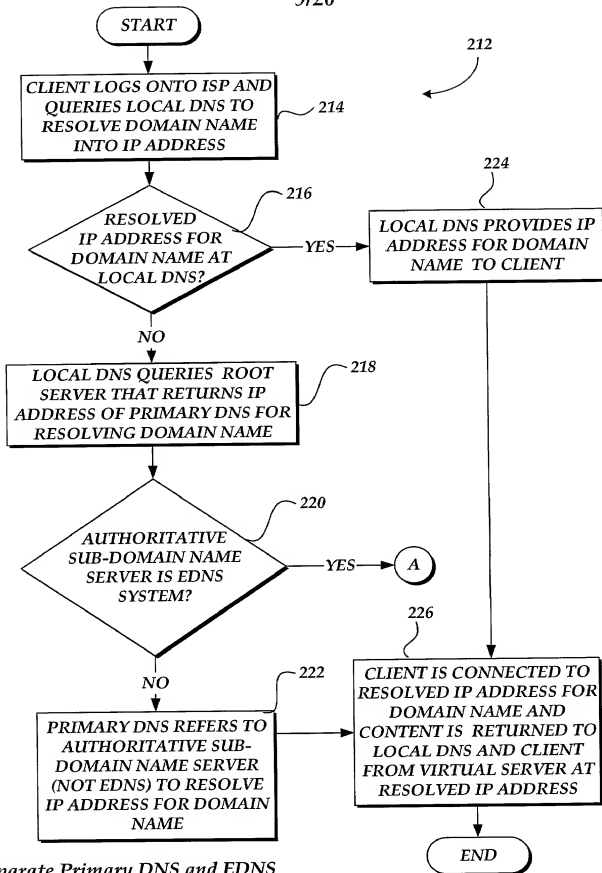 START
212
CLIENT LOGS ONTO ISP AND
QUERIES LOCAL DNS TO
RESOLVE DOMAIN NAME
INTO IP ADDRESS
214
216
RESOLVED
IP ADDRESS FOR
DOMAIN NAME AT
LOCAL DNS?
YES
224
LOCAL DNS PROVIDES IP
ADDRESS FOR DOMAIN
NAME TO CLIENT
NO
LOCAL DNS QUERIES ROOT
SERVER THAT RETURNS IP
ADDRESS OF PRIMARY DNS FOR
RESOLVING DOMAIN NAME
218
220
AUTHORITATIVE
SUB-DOMAIN NAME
SERVER IS EDNS
SYSTEM?
YES
A
NO
222
PRIMARY DNS REFERS TO
AUTHORITATIVE SUB-
DOMAIN NAME SERVER
(NOT EDNS) TO RESOLVE
IP ADDRESS FOR DOMAIN
NAME
226
CLIENT IS CONNECTED TO
RESOLVED IP ADDRESS FOR
DOMAIN NAME AND
CONTENT IS RETURNED TO
LOCAL DNS AND CLIENT
FROM VIRTUAL SERVER AT
RESOLVED IP ADDRESS
END
Primary DNS and EDNS